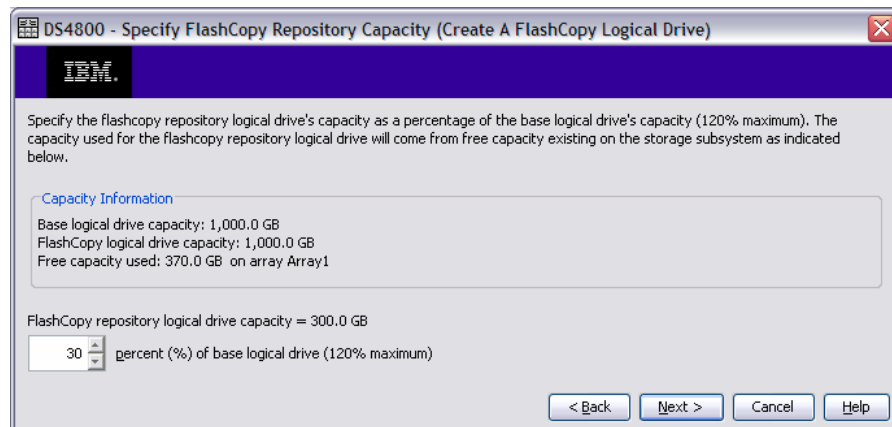 DS4800 - Specify FlashCopy Repository Capacity (Create A FlashCopy Logical Drive)
IBM.
Specify the flashcopy repository logical drive's capacity as a percentage of the base logical drive's capacity (120% maximum). The
capacity used for the flashcopy repository logical drive will come from free capacity existing on the storage subsystem as indicated
below.
Capacity Information
Base logical drive capacity: 1,000.0 GB
FlashCopy logical drive capacity: 1,000.0 GB
Free capacity used: 370.0 GB on array Array1
FlashCopy repository logical drive capacity = 300.0 GB
30 percent (%) of base logical drive (120% maximum)
< Back Next > Cancel Help